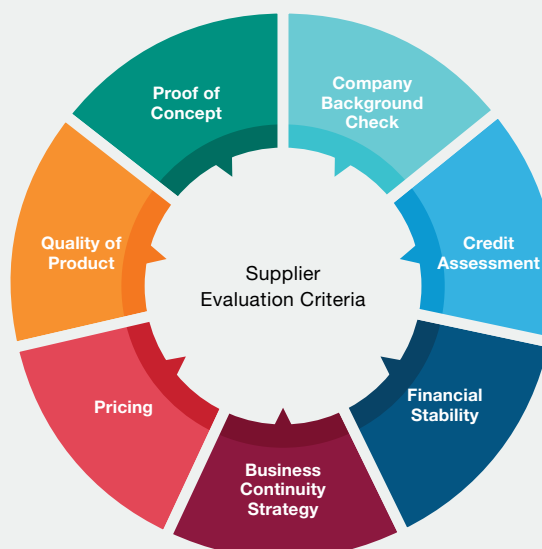 Proof of
Concept
Company
Background
Check
Quality of
Product
Credit
Assessment
Supplier
Evaluation Criteria
Pricing
Financial
Stability
Business
Continuity
Strategy